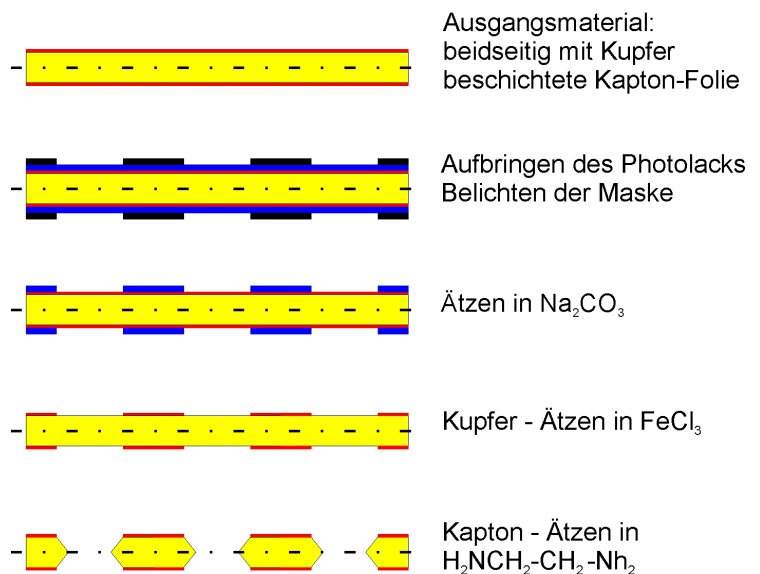 Ausgangsmaterial:
beidseitig mit Kupfer
beschichtete Kapton-Folie
Aufbringen des Photolacks
Belichten der Maske
Ätzen in Na₂CO₃
Kupfer - Ätzen in FeCl₃
Kapton - Ätzen in
H₂NCH₂-CH₂-Nh₂